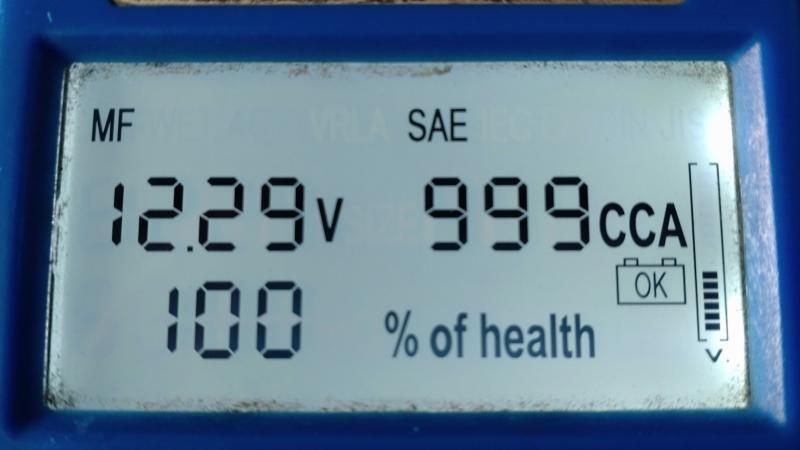 MF SAE
12.29V 999CCA
OK
100 % of health